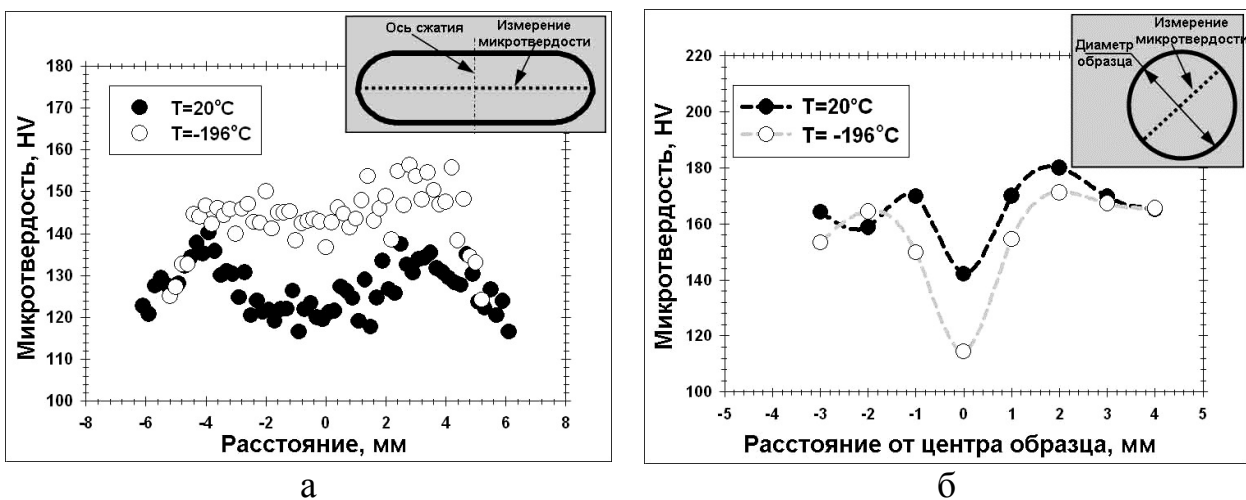 Ось сжатия
Измерение
микротвердости
180
170
160
150
140
130
120
110
100
Микротвердость, HV
T=20°C
T=-196°C
-8
-6
-4
-2
0
2
4
6
8
Расстояние, мм
а
Измерение
микротвердости
Диаметр
образца
220
200
180
160
140
120
100
Микротвердость, HV
T=20°C
T= -196°C
-5
-4
-3
-2
-1
0
1
2
3
4
5
Расстояние от центра образца, мм
б